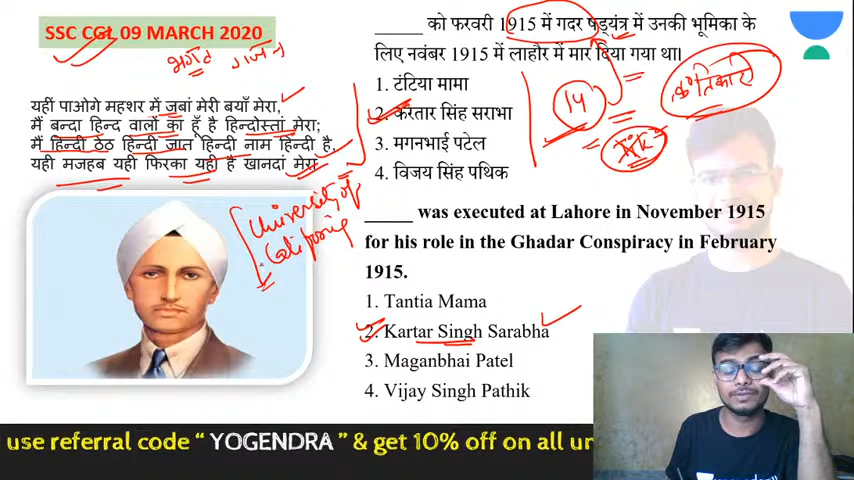 SSC CGL 09 MARCH 2020
यहीं पाओगे महशर में जबां मेरी बयाँ मेरा,
मैं बन्दा हिन्द वालों का हूँ है हिन्दोस्तां मेरा;
मैं हिन्दी ठेठ हिन्दी जात हिन्दी नाम हिन्दी है,
यही मजहब यही फिरका यही है खानदां मेरा
University of
_____ को फरवरी 1915 में गदर षड्यंत्र में उनकी भूमिका के
लिए नवंबर 1915 में लाहौर में मार दिया गया था।
1. टंटिया मामा
2. करतार सिंह सराभा
3. मगनभाई पटेल
4. विजय सिंह पथिक
14
_____ was executed at Lahore in November 1915
for his role in the Ghadar Conspiracy in February
1915.
1. Tantia Mama
2. Kartar Singh Sarabha
3. Maganbhai Patel
4. Vijay Singh Pathik
use referral code “ YOGENDRA ” & get 10% off on all un